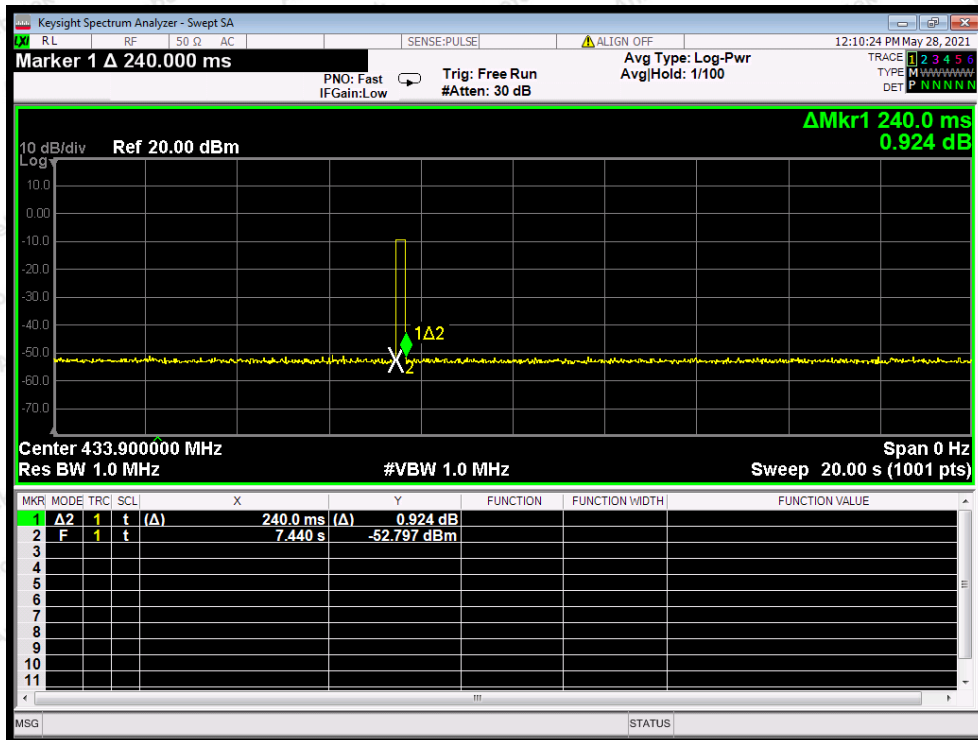 Keysight Spectrum Analyzer - Swept SA
LXI RL RF 50 Ω AC SENSE:PULSE ALIGN OFF 12:10:24 PM May 28, 2021
Marker 1 Δ 240.000 ms
PNO: Fast
IFGain:Low
Trig: Free Run
#Atten: 30 dB
Avg Type: Log-Pwr
Avg|Hold: 1/100
TRACE 1 2 3 4 5 6
TYPE M WWWWW
DET P N N N N N
ΔMkr1 240.0 ms
0.924 dB
10 dB/div Ref 20.00 dBm
Log
10.0
0.00
-10.0
-20.0
-30.0
-40.0
-50.0
-60.0
-70.0
1Δ2
X2
Center 433.900000 MHz Span 0 Hz
Res BW 1.0 MHz #VBW 1.0 MHz Sweep 20.00 s (1001 pts)
MKR MODE TRC SCL X Y FUNCTION FUNCTION WIDTH FUNCTION VALUE
1 Δ2 1 t (Δ) 240.0 ms (Δ) 0.924 dB
2 F 1 t 7.440 s -52.797 dBm
3
4
5
6
7
8
9
10
11
MSG STATUS